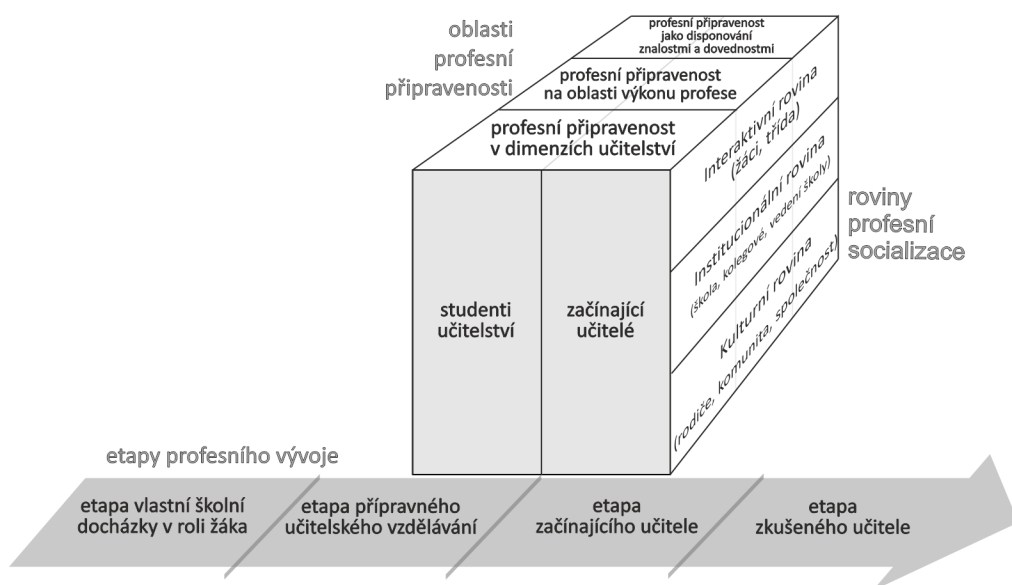 oblasti
profesní
připravenosti
profesní připravenost
jako disponování
znalostmi a dovednostmi
profesní připravenost
na oblasti výkonu profese
profesní připravenost
v dimenzích učitelství
Interaktivní rovina
(žáci, třída)
Institucionální rovina
(škola, kolegové, vedení školy)
Kulturní rovina
(rodiče, komunita, společnost)
roviny
profesní
socializace
studenti
učitelství
začínající
učitelé
etapy profesního vývoje
etapa vlastní školní
docházky v roli žáka
etapa přípravného
učitelského vzdělávání
etapa
začínajícího učitele
etapa
zkušeného učitele